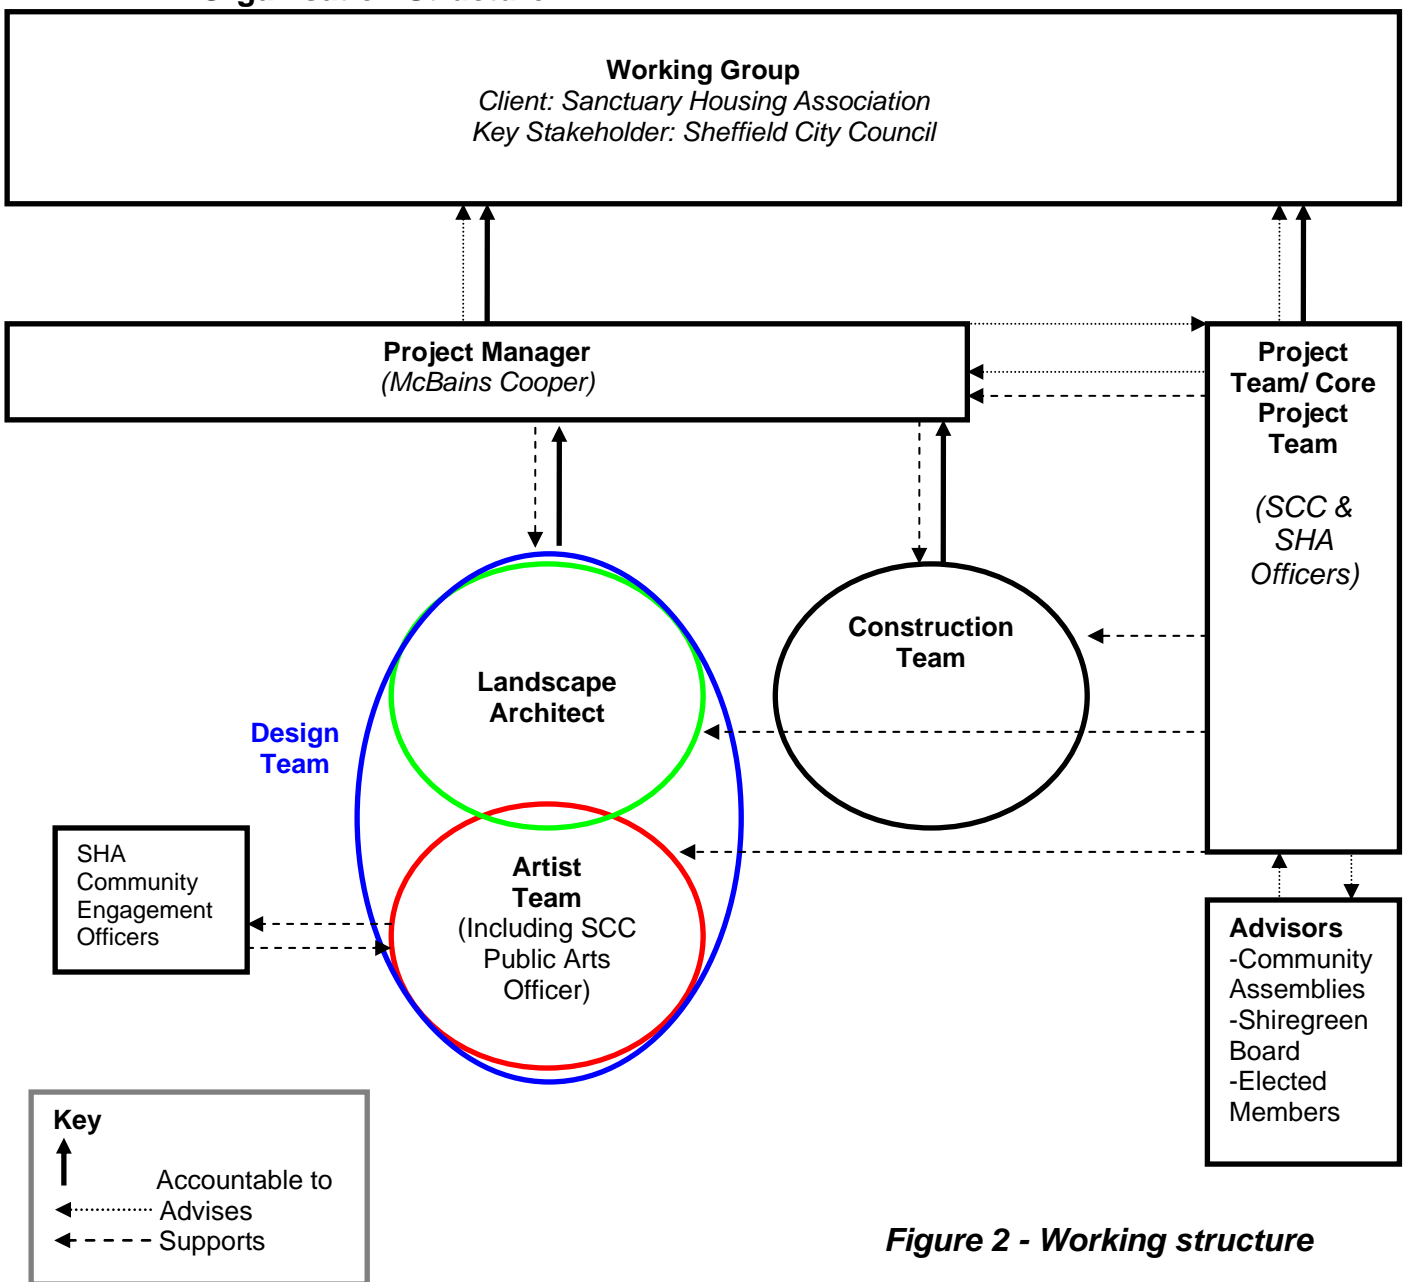 Working Group
Client: Sanctuary Housing Association
Key Stakeholder: Sheffield City Council
Project Manager
(McBains Cooper)
Project
Team/ Core
Project
Team
(SCC &
SHA
Officers)
Construction
Team
Landscape
Architect
Design
Team
Artist
Team
(Including SCC
Public Arts
Officer)
SHA
Community
Engagement
Officers
Advisors
-Community
Assemblies
-Shiregreen
Board
-Elected
Members
Key
Accountable to
Advises
Supports
Figure 2 - Working structure